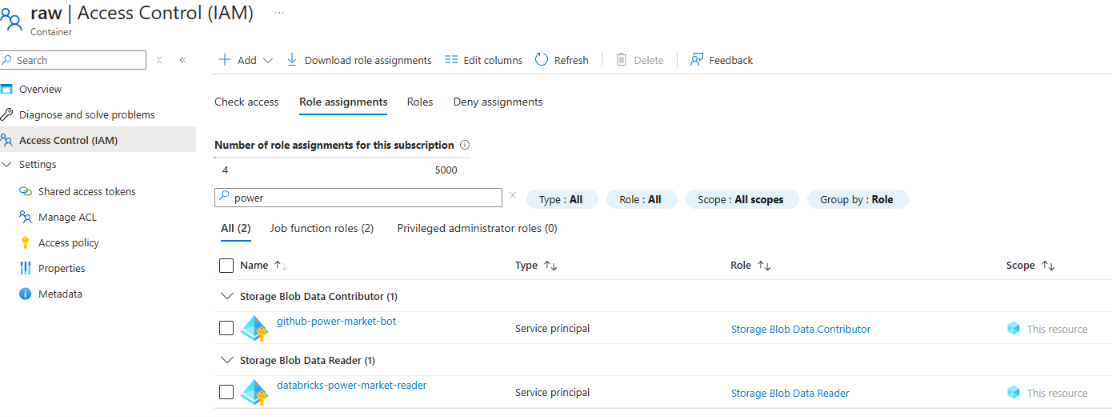 raw | Access Control (IAM) ...
Container
Search
Add
Download role assignments
Edit columns
Refresh
Delete
Feedback
Overview
Diagnose and solve problems
Access Control (IAM)
Settings
Shared access tokens
Manage ACL
Access policy
Properties
Metadata
Check access
Role assignments
Roles
Deny assignments
Number of role assignments for this subscription
4
5000
power
Type : All
Role : All
Scope : All scopes
Group by : Role
All (2)
Job function roles (2)
Privileged administrator roles (0)
Name
Type
Role
Scope
Storage Blob Data Contributor (1)
github-power-market-bot
Service principal
Storage Blob Data Contributor
This resource
Storage Blob Data Reader (1)
databricks-power-market-reader
Service principal
Storage Blob Data Reader
This resource